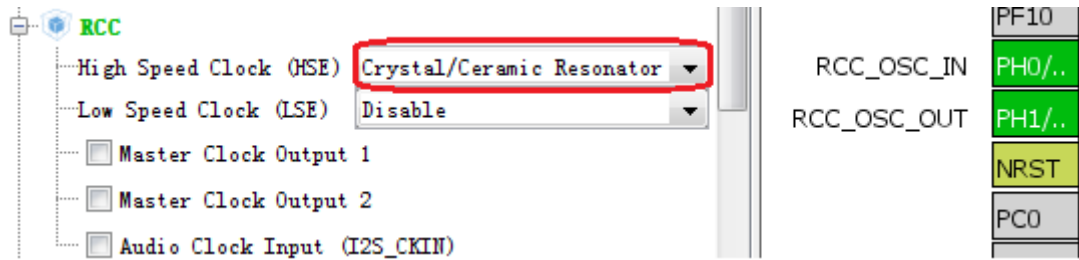 RCC
High Speed Clock (HSE) Crystal/Ceramic Resonator
Low Speed Clock (LSE) Disable
Master Clock Output 1
Master Clock Output 2
Audio Clock Input (I2S_CKIN)
PF10
RCC_OSC_IN PH0/..
RCC_OSC_OUT PH1/..
NRST
PC0